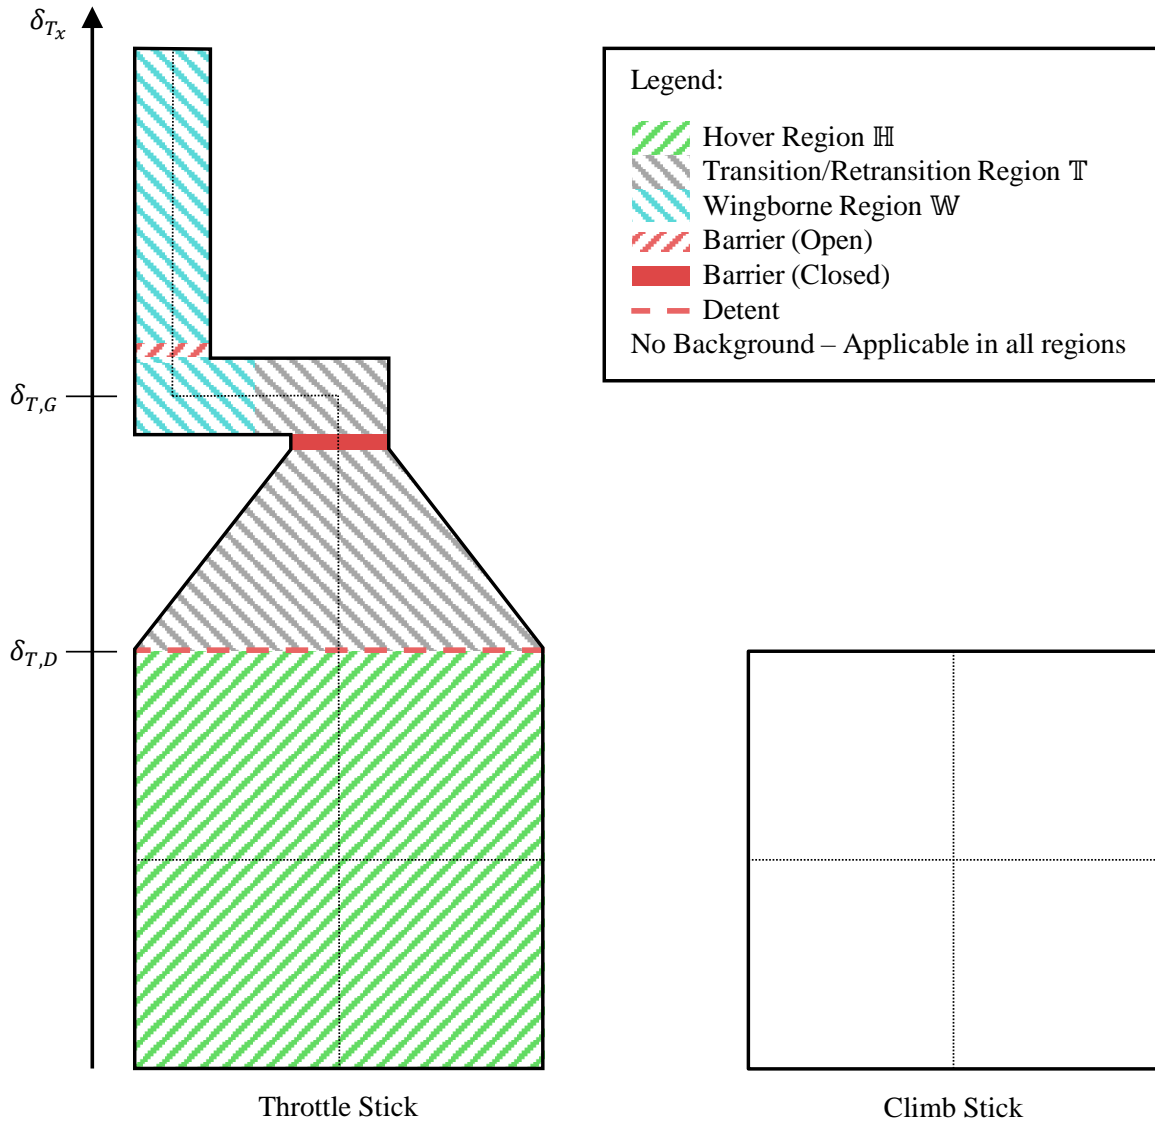 δ_{T_x}
Legend:
Hover Region ℍ
Transition/Retransition Region 𝕋
Wingborne Region 𝕎
Barrier (Open)
Barrier (Closed)
Detent
No Background – Applicable in all regions
δ_{T,G}
δ_{T,D}
Throttle Stick
Climb Stick